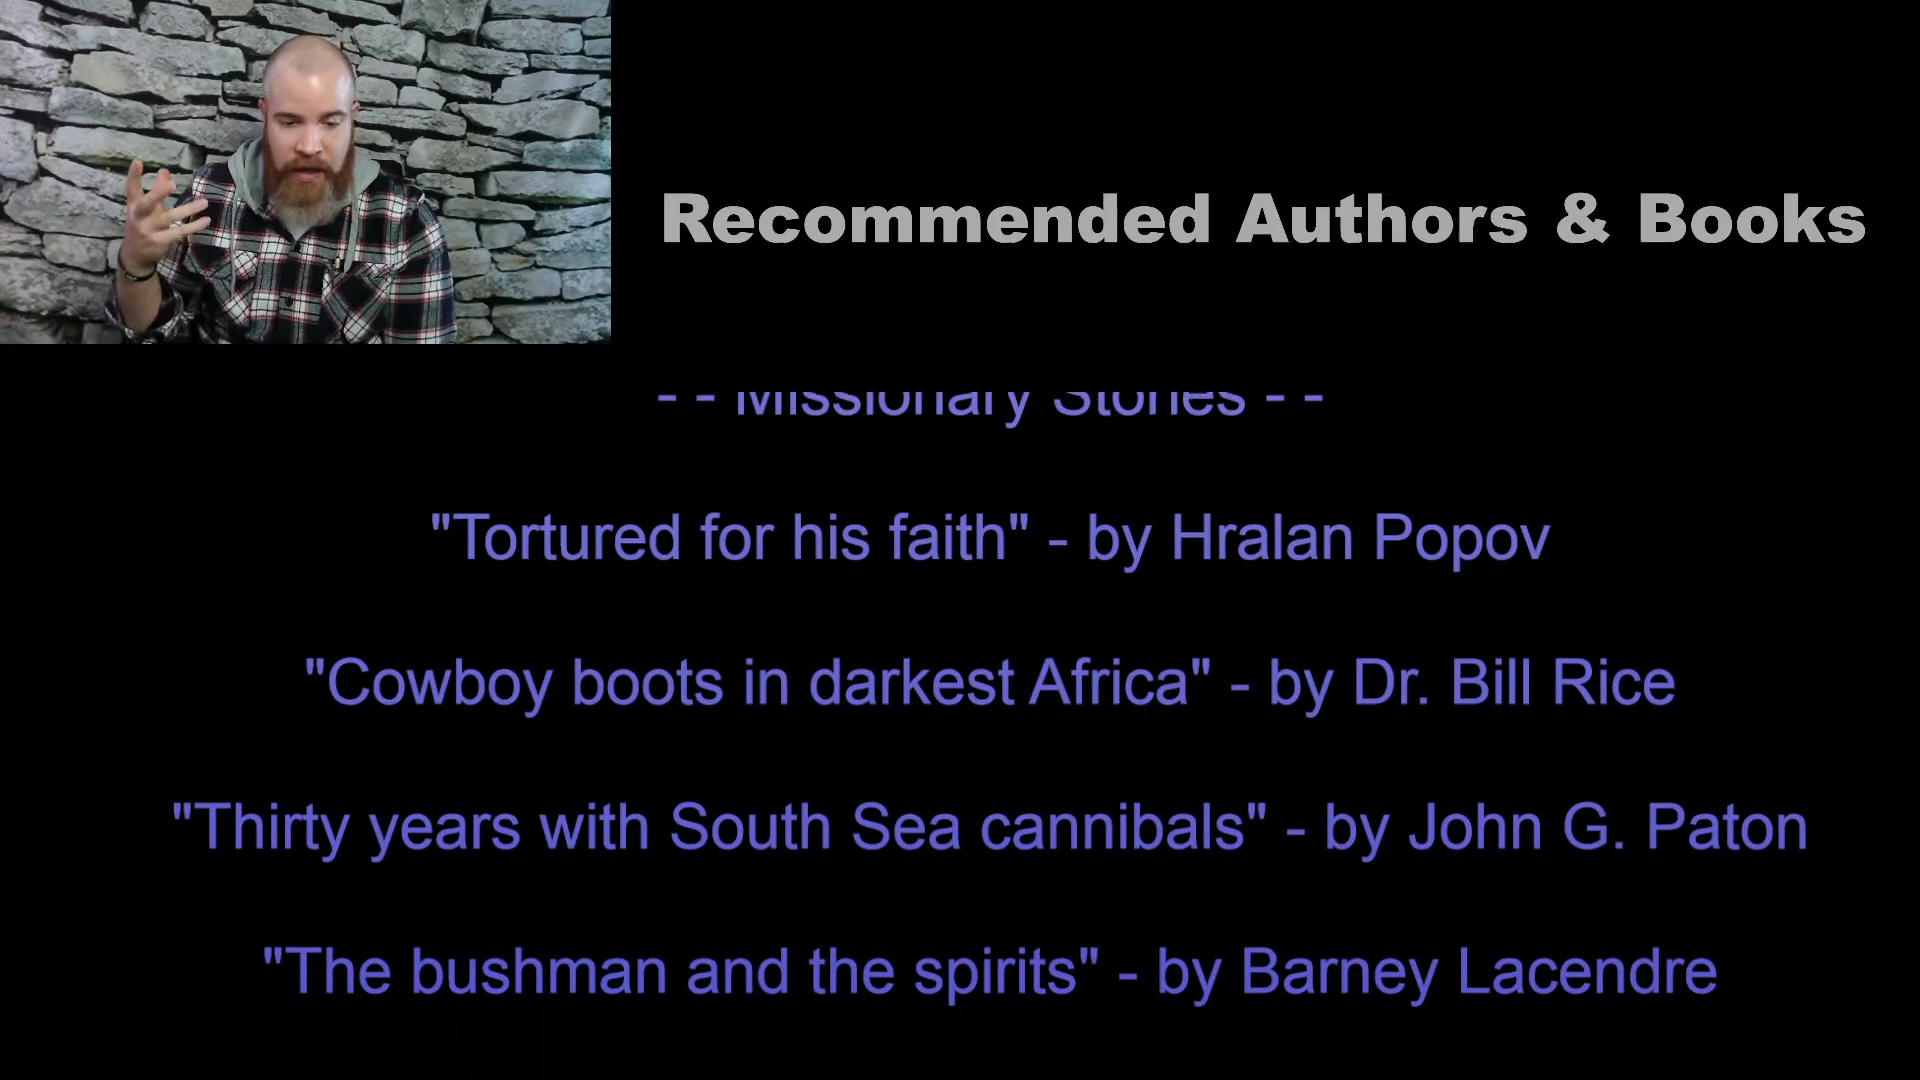 Recommended Authors & Books
- - Missionary Stories - -
"Tortured for his faith" - by Hralan Popov
"Cowboy boots in darkest Africa" - by Dr. Bill Rice
"Thirty years with South Sea cannibals" - by John G. Paton
"The bushman and the spirits" - by Barney Lacendre